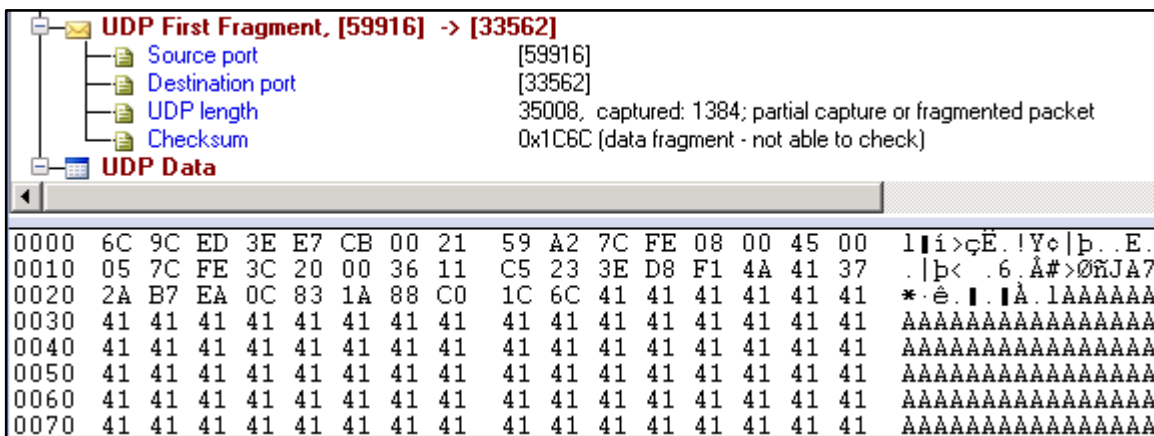 UDP First Fragment, [59916] -> [33562]
Source port [59916]
Destination port [33562]
UDP length 35008, captured: 1384; partial capture or fragmented packet
Checksum 0x1C6C (data fragment - not able to check)
UDP Data
0000 6C 9C ED 3E E7 CB 00 21 59 A2 7C FE 08 00 45 00 l▮í>çË.!Y¢|þ..E.
0010 05 7C FE 3C 20 00 36 11 C5 23 3E D8 F1 4A 41 37 .|þ< .6.Å#>ØñJA7
0020 2A B7 EA 0C 83 1A 88 C0 1C 6C 41 41 41 41 41 41 *·ê.▮.▮À.lAAAAAA
0030 41 41 41 41 41 41 41 41 41 41 41 41 41 41 41 41 AAAAAAAAAAAAAAAA
0040 41 41 41 41 41 41 41 41 41 41 41 41 41 41 41 41 AAAAAAAAAAAAAAAA
0050 41 41 41 41 41 41 41 41 41 41 41 41 41 41 41 41 AAAAAAAAAAAAAAAA
0060 41 41 41 41 41 41 41 41 41 41 41 41 41 41 41 41 AAAAAAAAAAAAAAAA
0070 41 41 41 41 41 41 41 41 41 41 41 41 41 41 41 41 AAAAAAAAAAAAAAAA